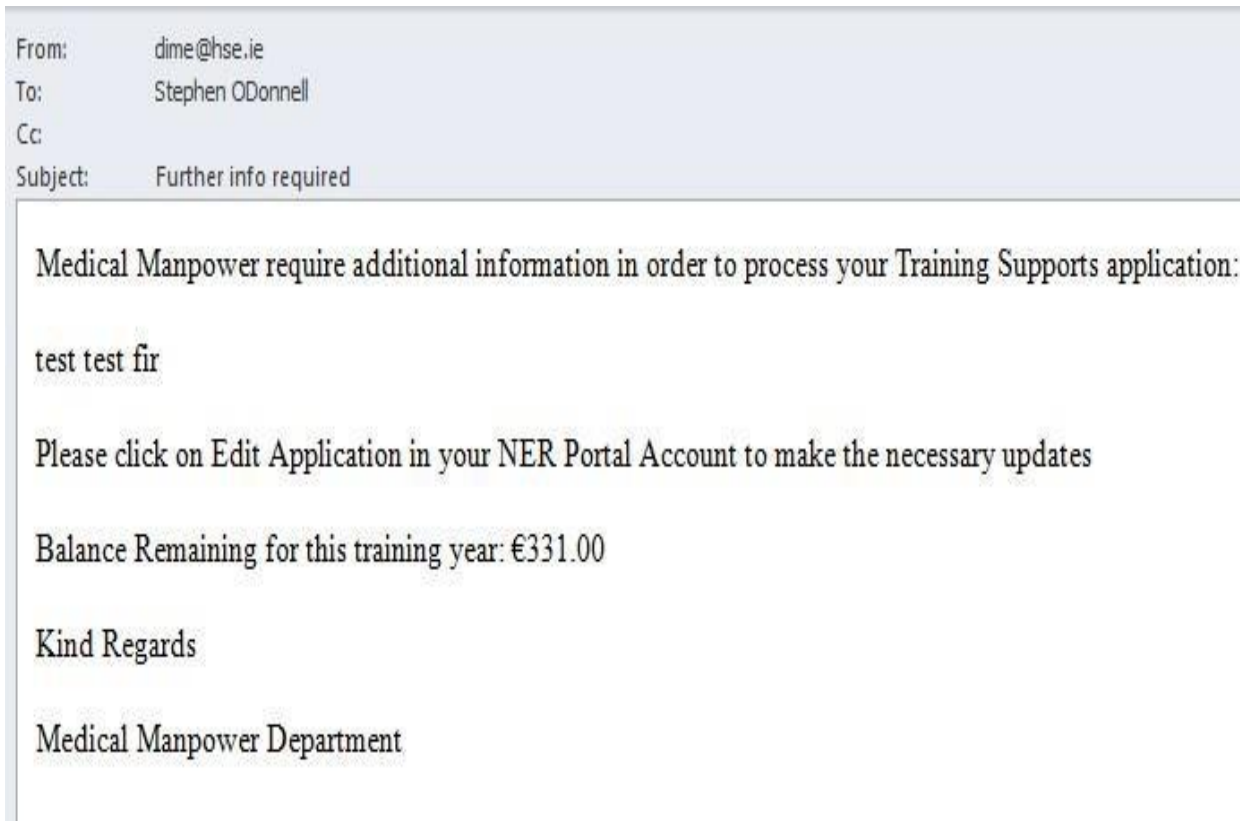 From: dime@hse.ie
To: Stephen ODonnell
Cc:
Subject: Further info required
Medical Manpower require additional information in order to process your Training Supports application:
test test fir
Please click on Edit Application in your NER Portal Account to make the necessary updates
Balance Remaining for this training year: €331.00
Kind Regards
Medical Manpower Department